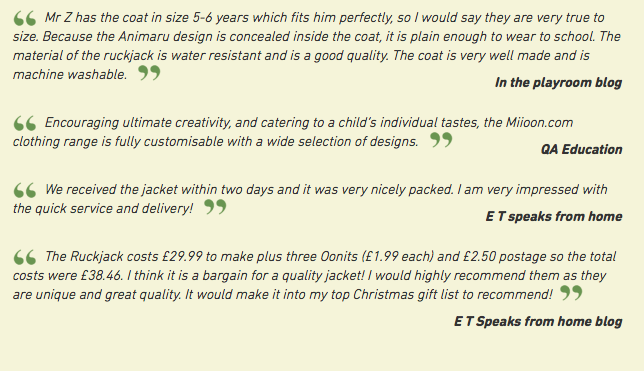 “ Mr Z has the coat in size 5-6 years which fits him perfectly, so I would say they are very true to
size. Because the Animaru design is concealed inside the coat, it is plain enough to wear to school. The
material of the ruckjack is water resistant and is a good quality. The coat is very well made and is
machine washable. ”
In the playroom blog
“ Encouraging ultimate creativity, and catering to a child's individual tastes, the Miioon.com
clothing range is fully customisable with a wide selection of designs. ”
QA Education
“ We received the jacket within two days and it was very nicely packed. I am very impressed with
the quick service and delivery! ”
E T speaks from home
“ The Ruckjack costs £29.99 to make plus three Oonits (£1.99 each) and £2.50 postage so the total
costs were £38.46. I think it is a bargain for a quality jacket! I would highly recommend them as they
are unique and great quality. It would make it into my top Christmas gift list to recommend! ”
E T Speaks from home blog